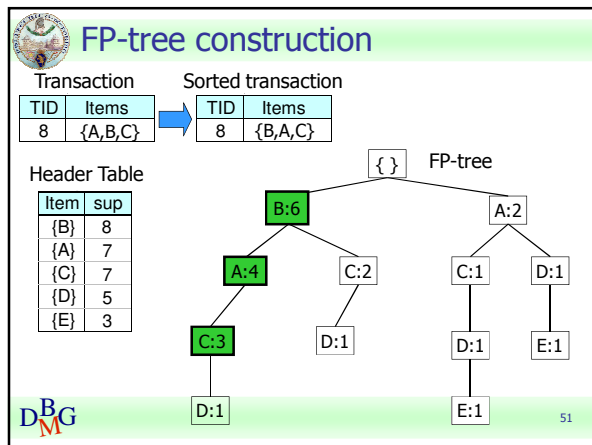 FP-tree construction
Transaction
TID Items
8 {A,B,C}
Sorted transaction
TID Items
8 {B,A,C}
Header Table
Item sup
{B} 8
{A} 7
{C} 7
{D} 5
{E} 3
FP-tree
{ }
B:6 A:2
A:4 C:2 C:1 D:1
C:3 D:1 D:1 E:1
D:1 E:1
DBMG
51